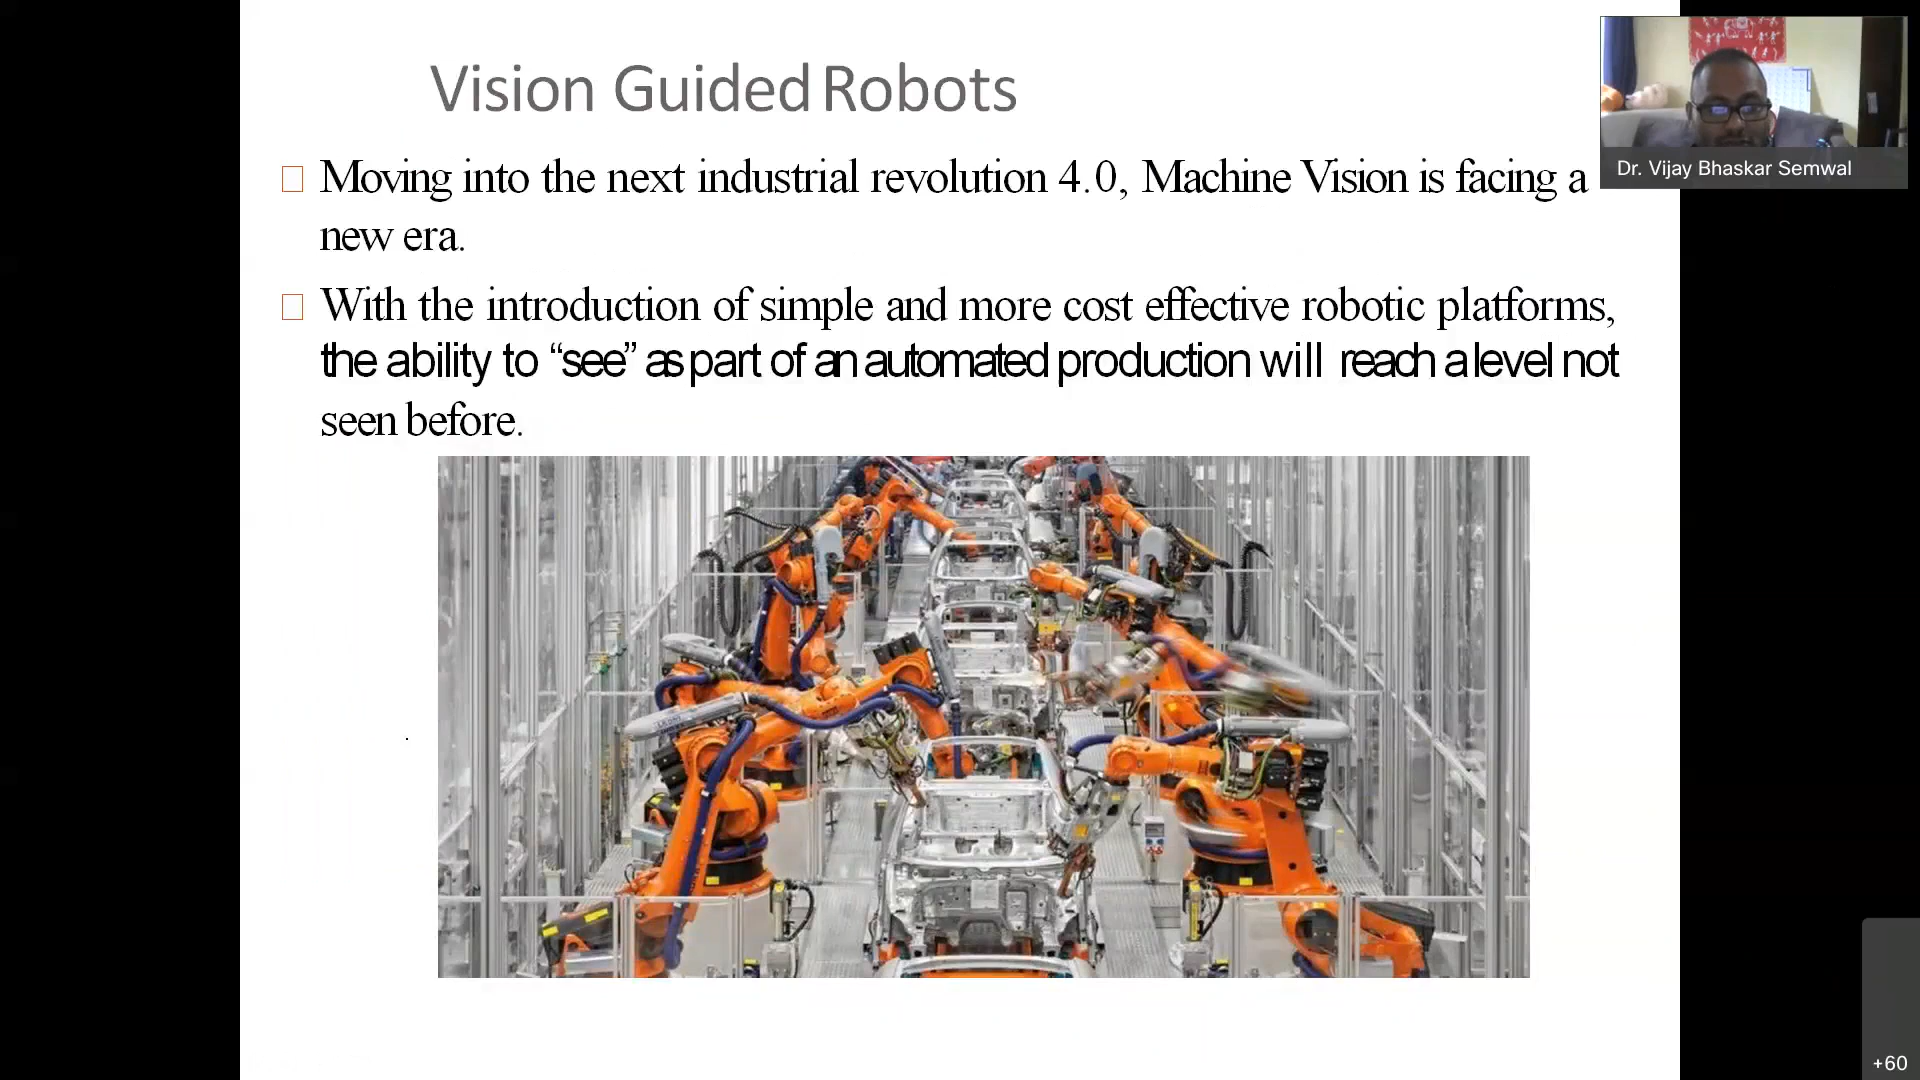 Vision Guided Robots
Moving into the next industrial revolution 4.0, Machine Vision is facing a
new era.
With the introduction of simple and more cost effective robotic platforms,
the ability to “see” as part of an automated production will reach a level not
seen before.
Dr. Vijay Bhaskar Semwal
+60